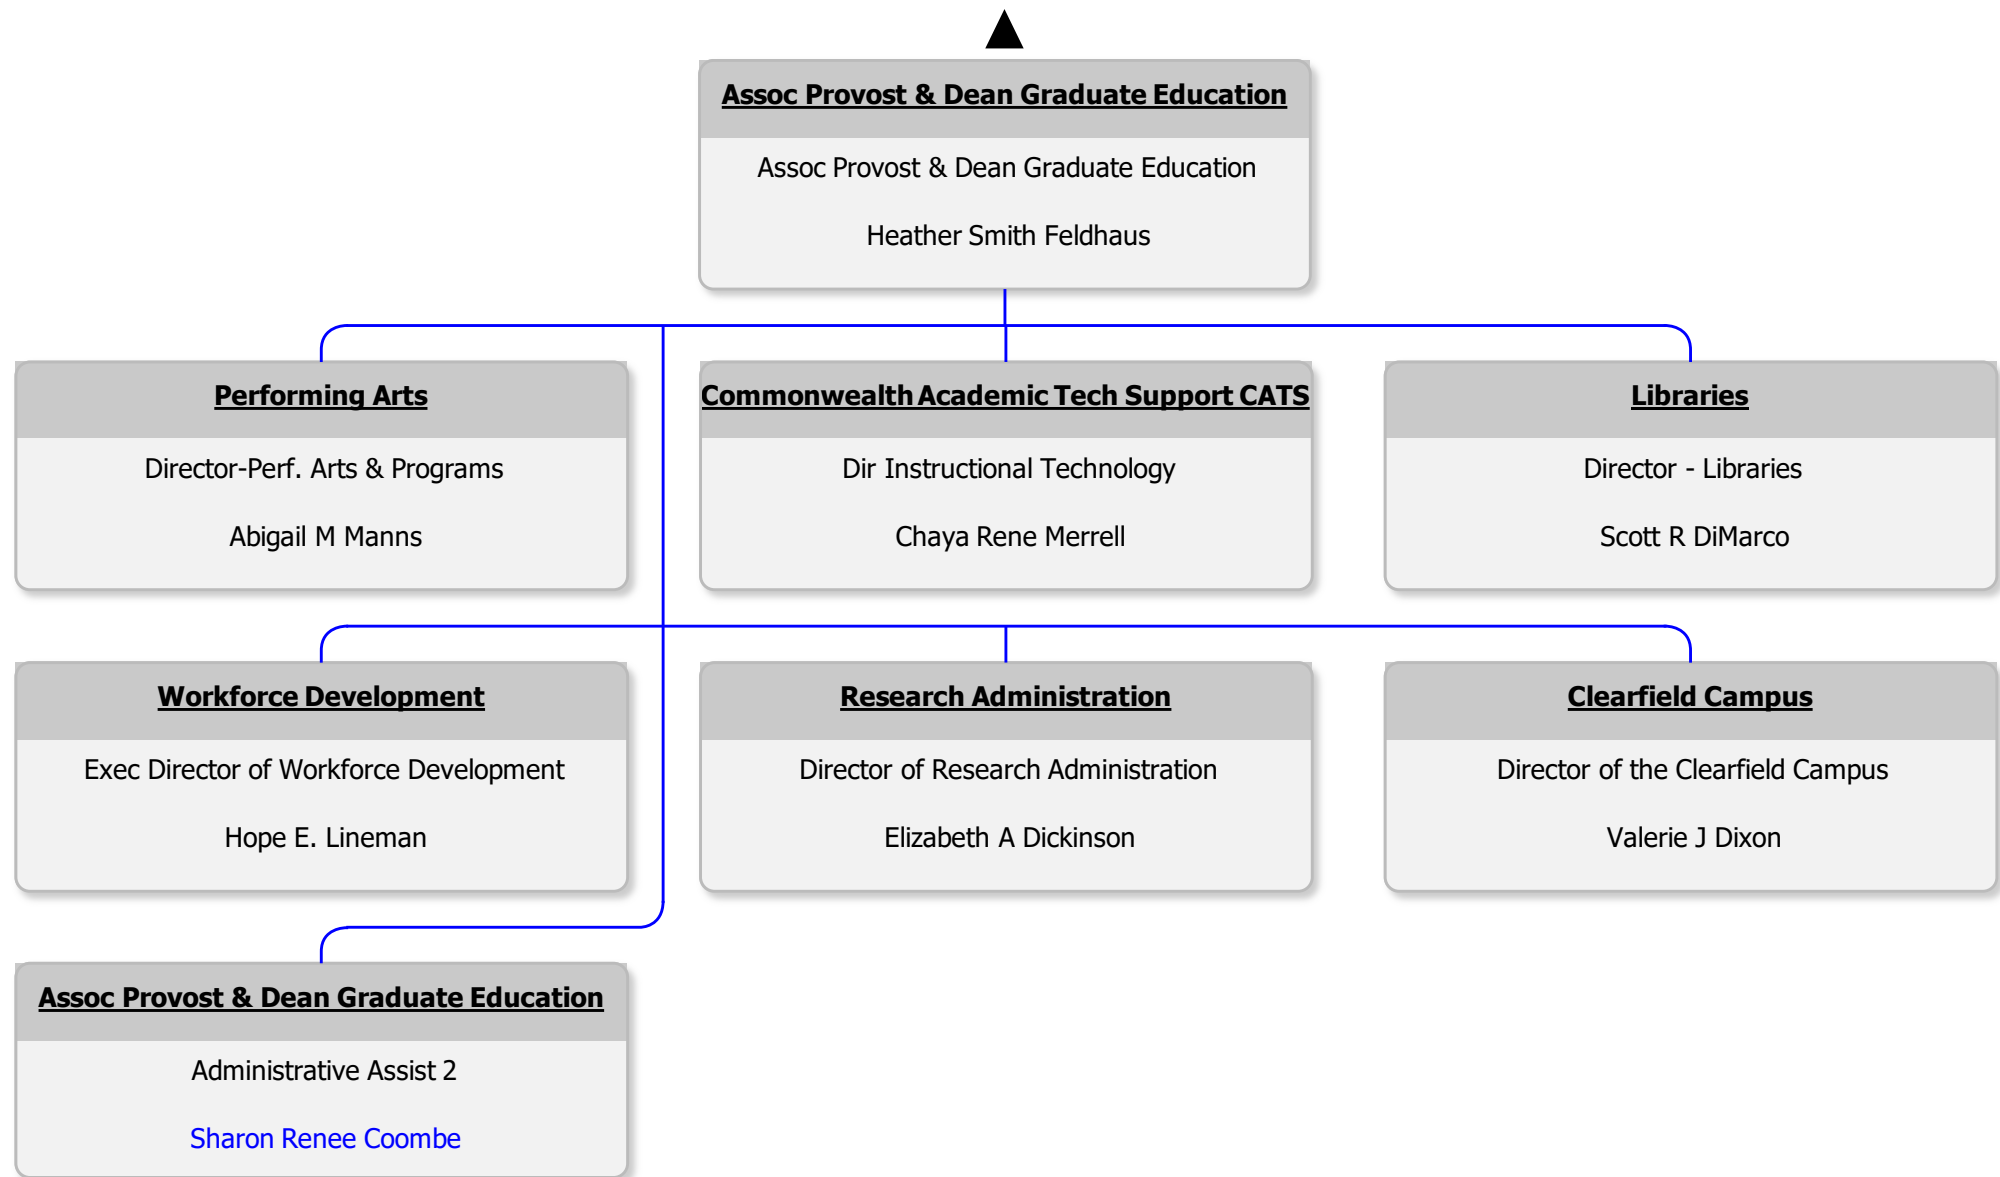 Assoc Provost & Dean Graduate Education
Assoc Provost & Dean Graduate Education
Heather Smith Feldhaus
Performing Arts
Director-Perf. Arts & Programs
Abigail M Manns
Commonwealth Academic Tech Support CATS
Dir Instructional Technology
Chaya Rene Merrell
Libraries
Director - Libraries
Scott R DiMarco
Workforce Development
Exec Director of Workforce Development
Hope E. Lineman
Research Administration
Director of Research Administration
Elizabeth A Dickinson
Clearfield Campus
Director of the Clearfield Campus
Valerie J Dixon
Assoc Provost & Dean Graduate Education
Administrative Assist 2
Sharon Renee Coombe